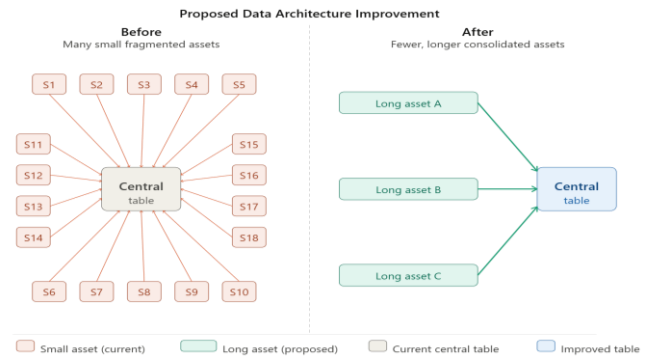 Proposed Data Architecture Improvement
Before
Many small fragmented assets
After
Fewer, longer consolidated assets
S1
S2
S3
S4
S5
S11
S12
S13
S14
Central
table
S15
S16
S17
S18
S6
S7
S8
S9
S10
Long asset A
Long asset B
Long asset C
Central
table
Small asset (current)
Long asset (proposed)
Current central table
Improved table